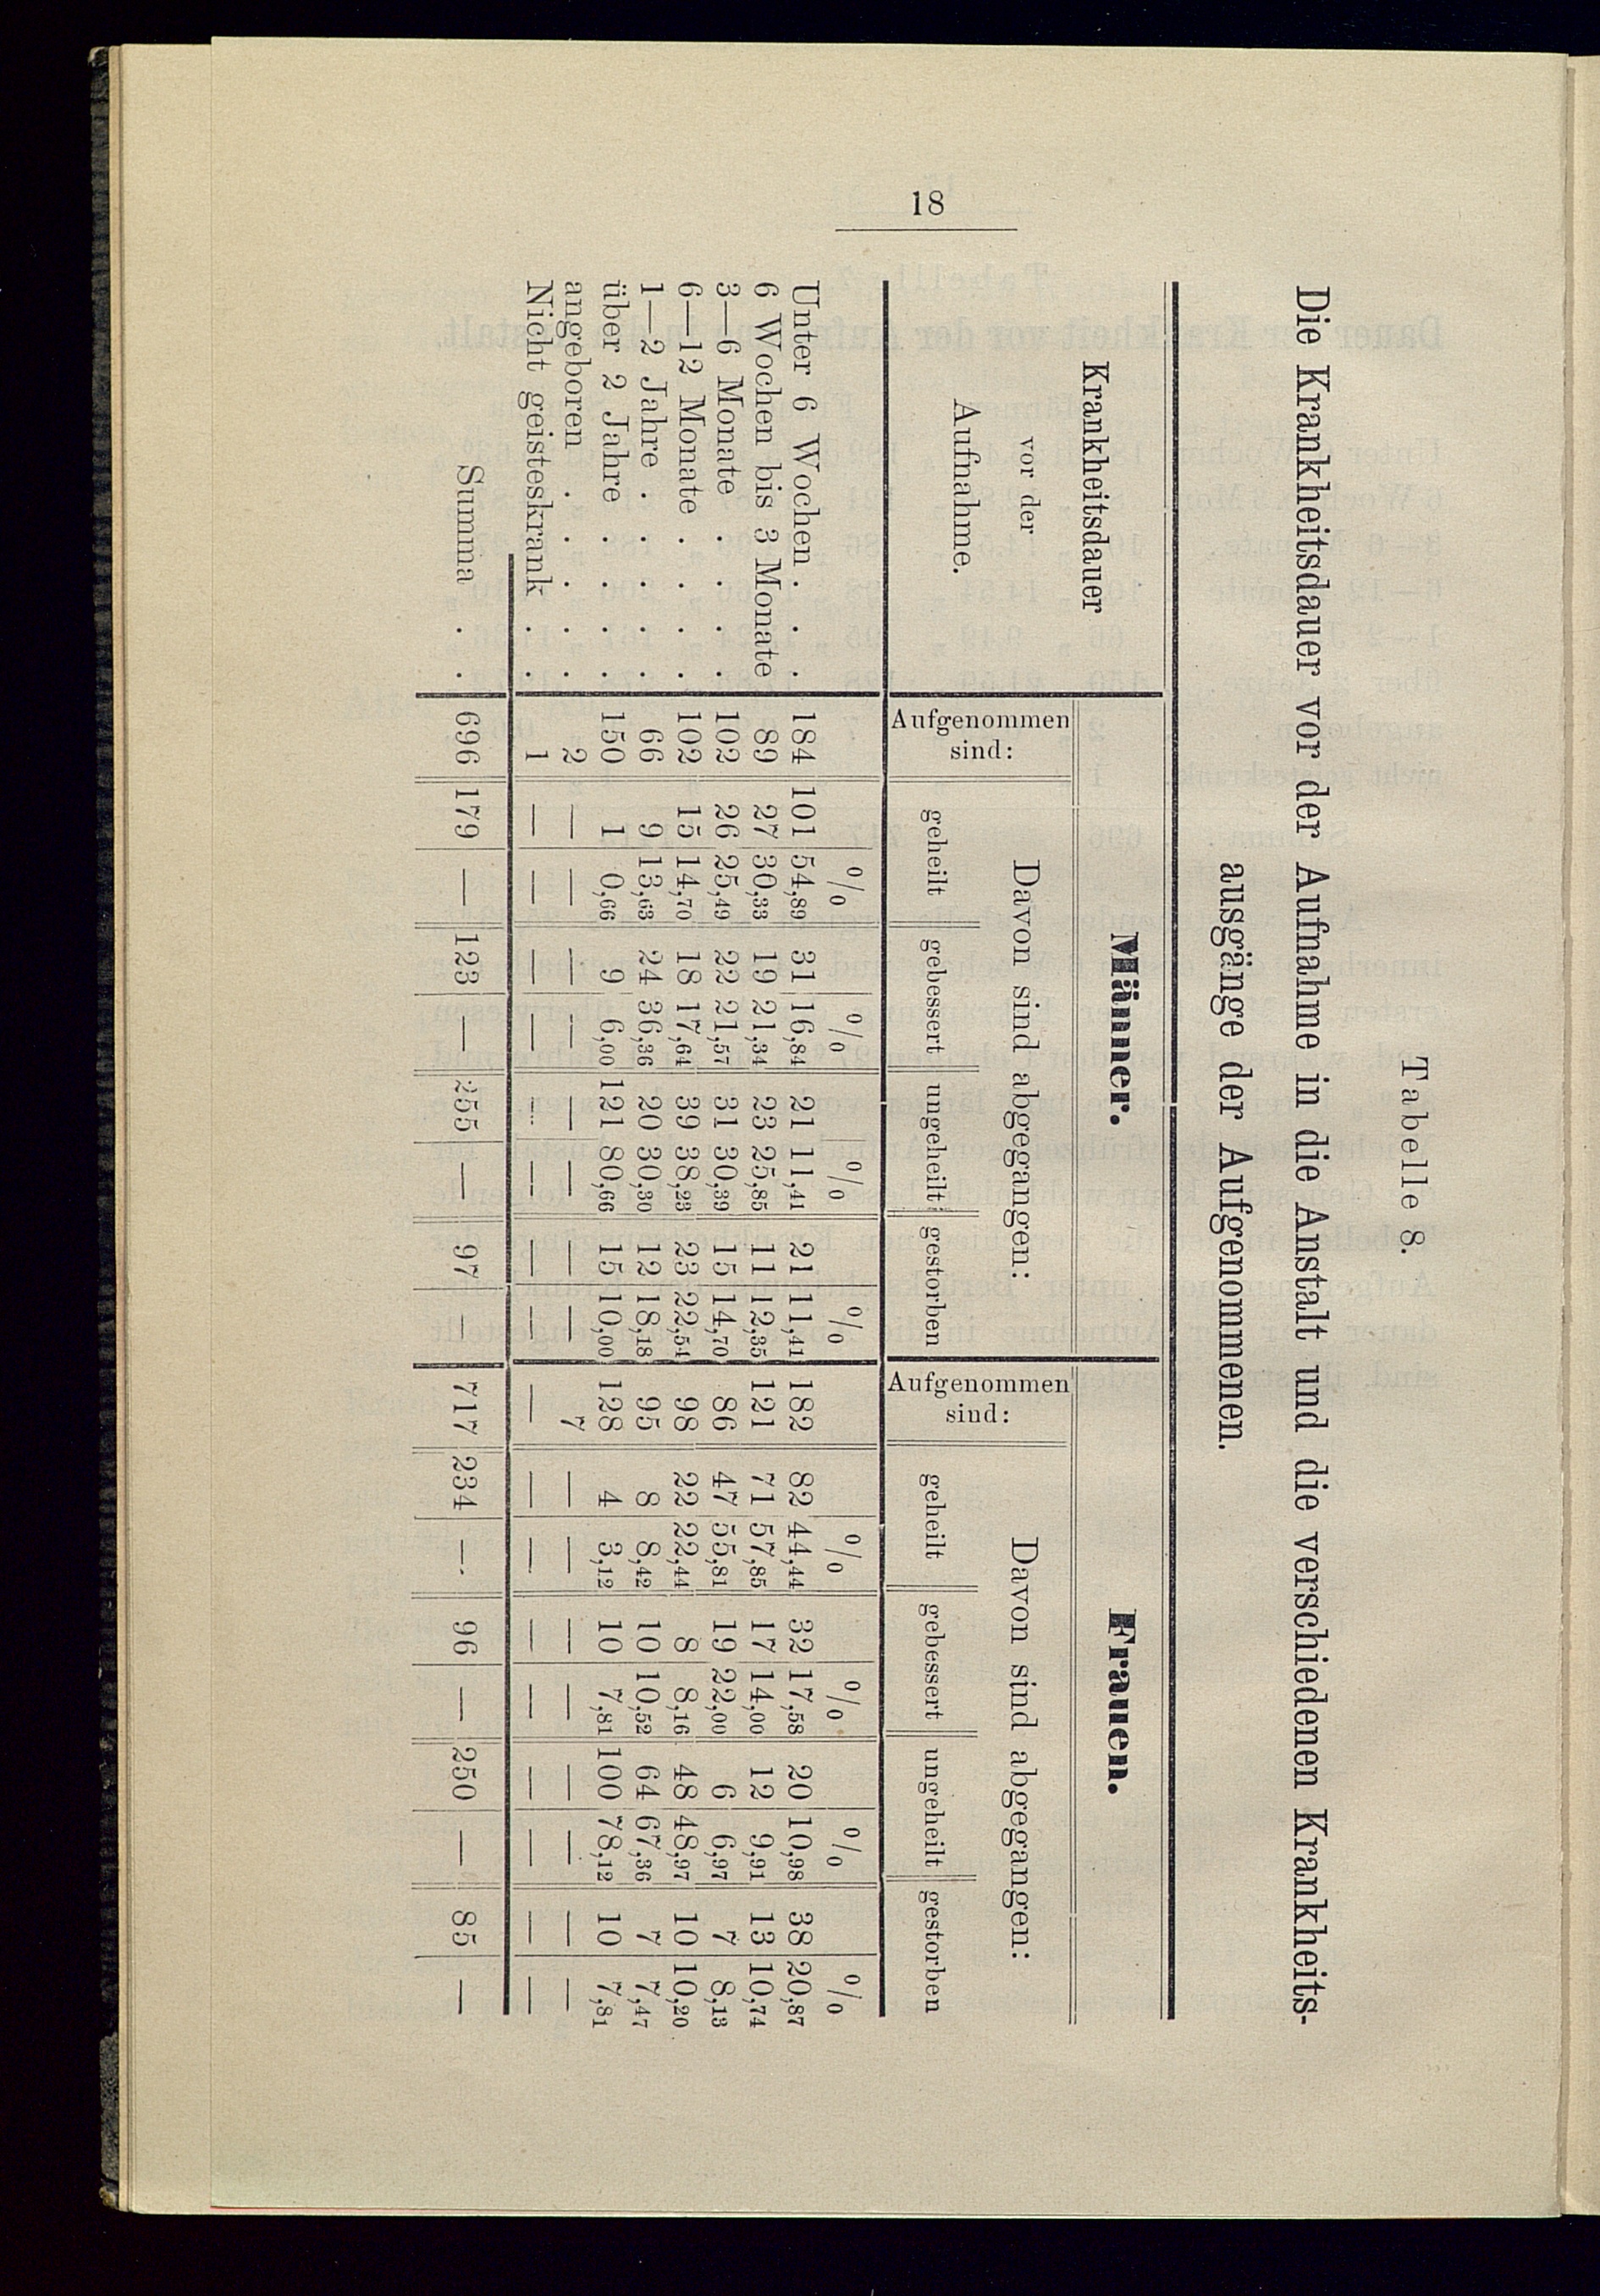 18
Tabelle 8.
Die Krankheitsdauer vor der Aufnahme in die Anstalt und die verschiedenen Krankheits-
ausgänge der Aufgenommenen.
Krankheitsdauer
vor der
Aufnahme.
Männer.
Frauen.
Aufgenommen
sind:
Davon sind abgegangen:
Aufgenommen
sind:
Davon sind abgegangen:
geheilt gebessert ungeheilt gestorben geheilt gebessert ungeheilt gestorben
% % % % % % % %
Unter 6 Wochen . . . 184 101 54,89 31 16,84 21 11,41 21 11,41 182 82 44,44 32 17,58 20 10,98 38 20,87
6 Wochen bis 3 Monate 89 27 30,33 19 21,34 23 25,85 11 12,35 121 71 57,85 17 14,00 12 9,91 13 10,74
3—6 Monate . . . . 102 26 25,49 22 21,57 31 30,39 15 14,70 86 47 55,81 19 22,00 6 6,97 7 8,13
6—12 Monate . . . . 102 15 14,70 18 17,64 39 38,23 23 22,54 98 22 22,44 8 8,16 48 48,97 10 10,20
1—2 Jahre . . . . . 66 9 13,63 24 36,36 20 30,30 12 18,18 95 8 8,42 10 10,52 64 67,36 7 7,47
über 2 Jahre . . . . 150 1 0,66 9 6,00 121 80,66 15 10,00 128 4 3,12 10 7,81 100 78,12 10 7,81
angeboren . . . . . 2 — — — — — — — — 7 — — — — — — — —
Nicht geisteskrank . . 1 — — — — — — — — — — — — — — — — —
Summa . . 696 179 — 123 — 255 — 97 — 717 234 — 96 — 250 — 85 —